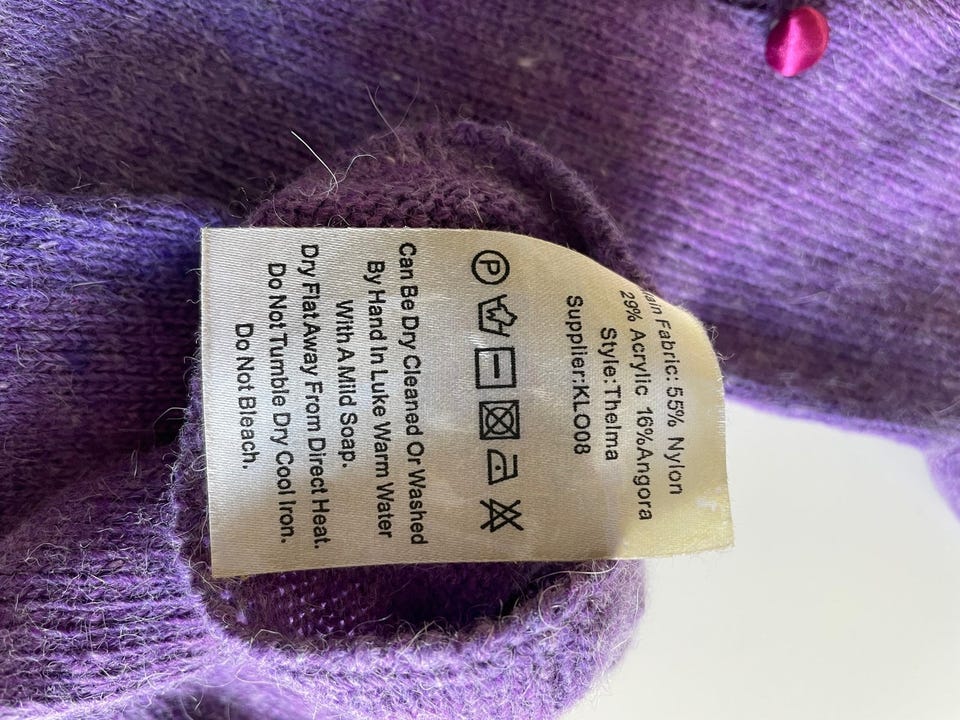 Fabric: 55% Nylon
29% Acrylic 16%Angora
Style:Thelma
Supplier:KLO08
P
Can Be Dry Cleaned Or Washed
By Hand In Luke Warm Water
With A Mild Soap.
Dry Flat Away From Direct Heat.
Do Not Tumble Dry Cool Iron.
Do Not Bleach.